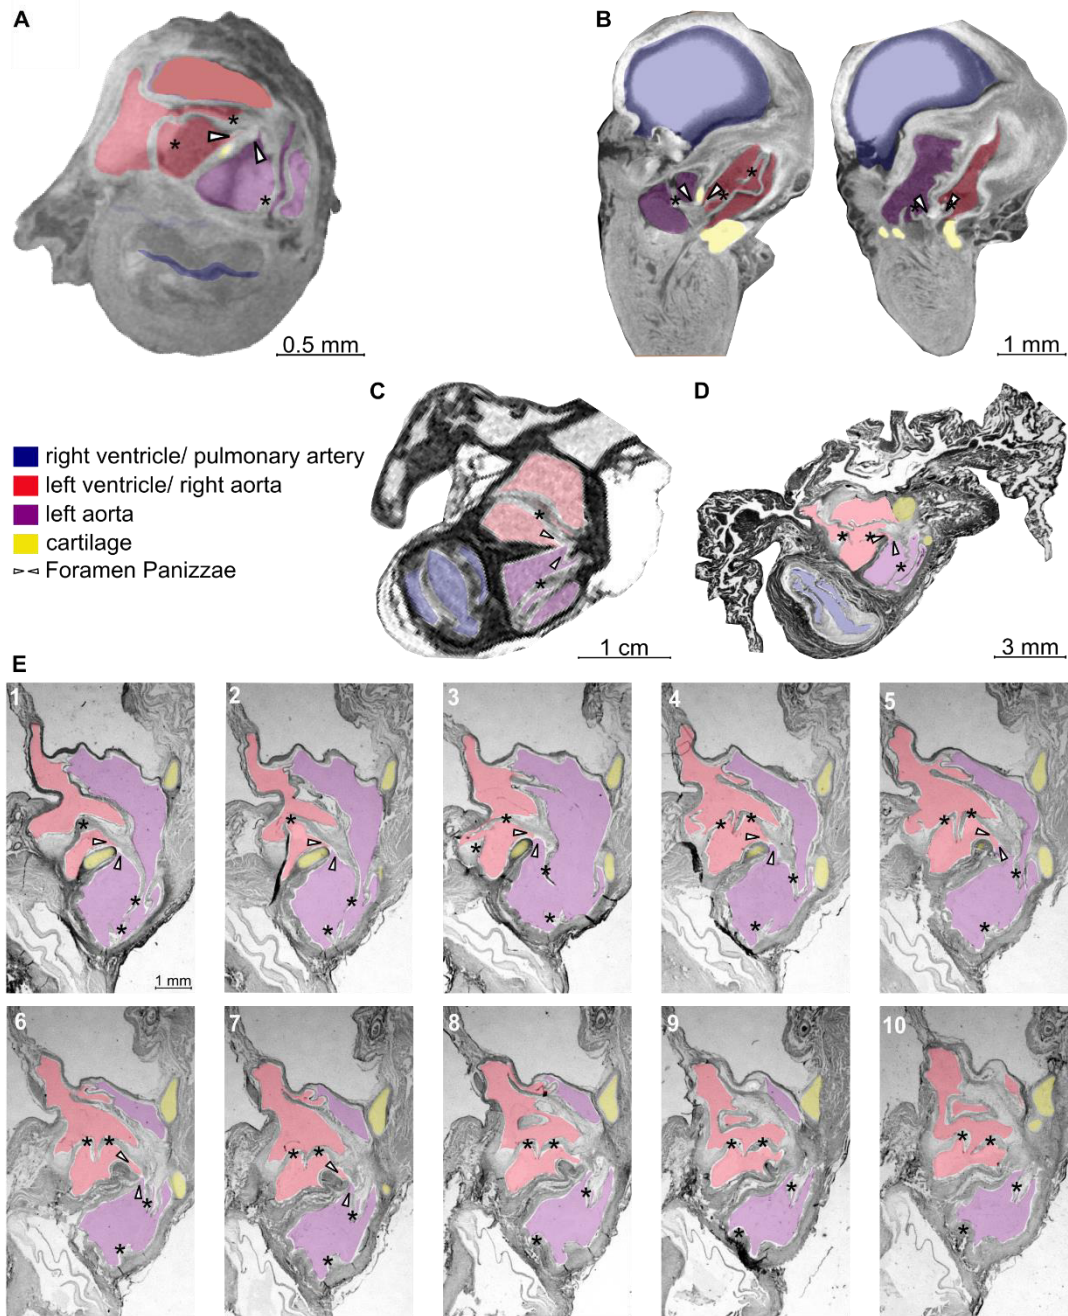 A
B
0.5 mm
1 mm
C
D
right ventricle/ pulmonary artery
left ventricle/ right aorta
left aorta
cartilage
Foramen Panizzae
1 cm
3 mm
E
1
2
3
4
5
1 mm
6
7
8
9
10